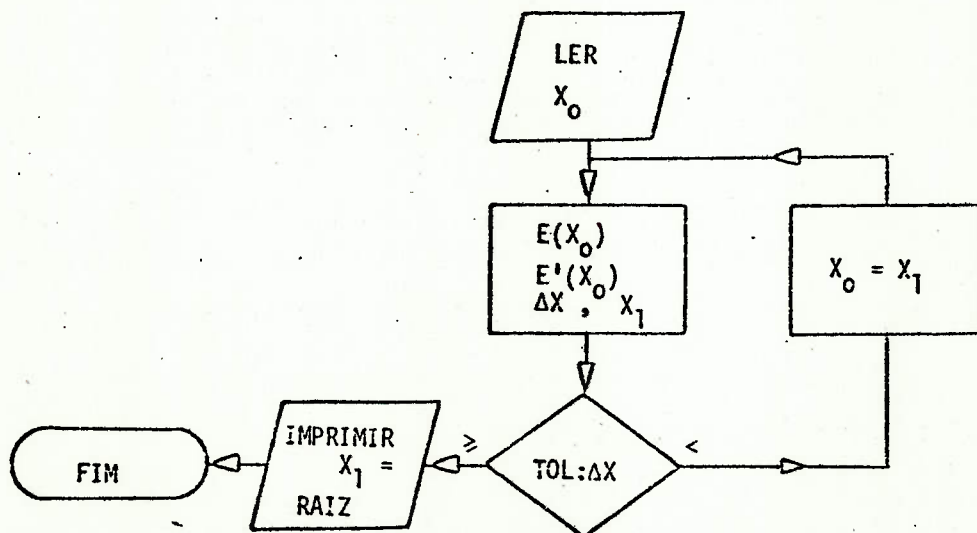 LER
X₀
E(X₀)
E'(X₀)
ΔX , X₁
X₀ = X₁
TOL:ΔX
≥
<
IMPRIMIR
X₁ =
RAIZ
FIM